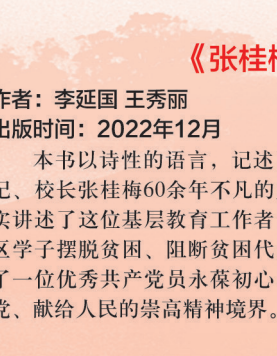 《张桂梅
作者：李延国 王秀丽
出版时间：2022年12月
本书以诗性的语言，记述
记、校长张桂梅60余年不凡的
实讲述了这位基层教育工作者
区学子摆脱贫困、阻断贫困代
了一位优秀共产党员永葆初心
党、献给人民的崇高精神境界。